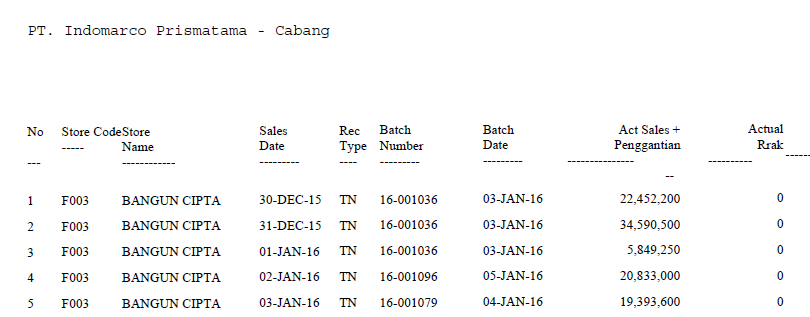 PT. Indomarco Prismatama - Cabang
No Store Code Store Sales Rec Batch Batch Act Sales + Actual
Name Date Type Number Date Penggantian Rrak
--- ----- ------------ --------- ---- --------- --------- --------------- ---------- ------
--
1 F003 BANGUN CIPTA 30-DEC-15 TN 16-001036 03-JAN-16 22,452,200 0
2 F003 BANGUN CIPTA 31-DEC-15 TN 16-001036 03-JAN-16 34,590,500 0
3 F003 BANGUN CIPTA 01-JAN-16 TN 16-001036 03-JAN-16 5,849,250 0
4 F003 BANGUN CIPTA 02-JAN-16 TN 16-001096 05-JAN-16 20,833,000 0
5 F003 BANGUN CIPTA 03-JAN-16 TN 16-001079 04-JAN-16 19,393,600 0